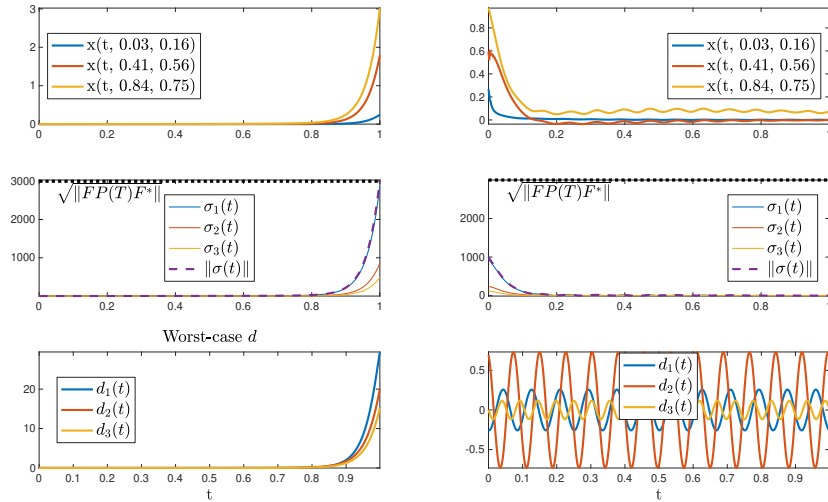 3
2
1
0
x(t, 0.03, 0.16)
x(t, 0.41, 0.56)
x(t, 0.84, 0.75)
0 0.2 0.4 0.6 0.8 1
0.8
0.6
0.4
0.2
0
x(t, 0.03, 0.16)
x(t, 0.41, 0.56)
x(t, 0.84, 0.75)
0 0.2 0.4 0.6 0.8 1
3000
2000
1000
√‖FP(T)F*‖
σ₁(t)
σ₂(t)
σ₃(t)
‖σ(t)‖
0 0.2 0.4 0.6 0.8 1
2000
1000
0
√‖FP(T)F*‖
σ₁(t)
σ₂(t)
σ₃(t)
‖σ(t)‖
0 0.2 0.4 0.6 0.8 1
Worst-case d
20
10
0
d₁(t)
d₂(t)
d₃(t)
0 0.1 0.2 0.3 0.4 0.5 0.6 0.7 0.8 0.9
t
0.5
0
-0.5
d₁(t)
d₂(t)
d₃(t)
0 0.1 0.2 0.3 0.4 0.5 0.6 0.7 0.8 0.9
t